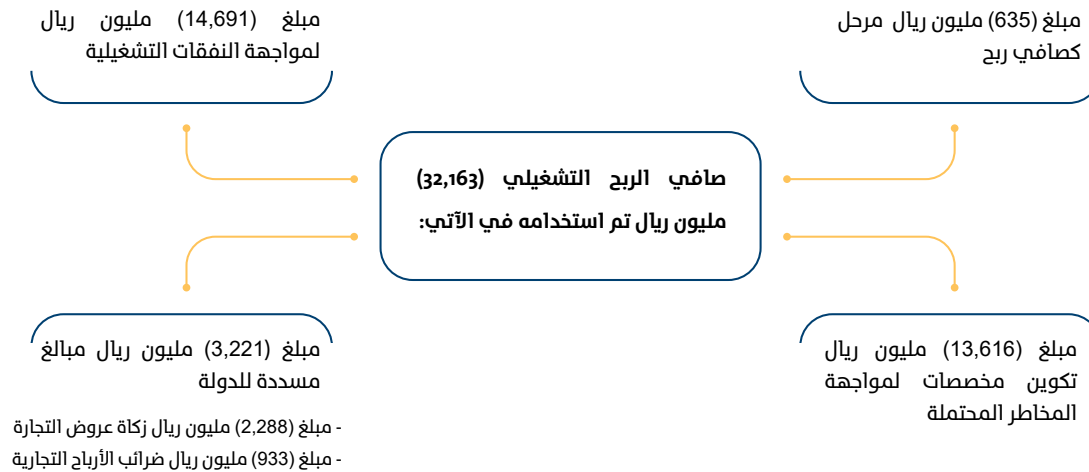 مبلغ (635) مليون ريال مرحل
كصافي ربح
مبلغ (14,691) مليون ريال
لمواجهة النفقات التشغيلية
صافي الربح التشغيلي (32,163)
مليون ريال تم استخدامه في الآتي:
مبلغ (13,616) مليون ريال
تكوين مخصصات لمواجهة
المخاطر المحتملة
مبلغ (3,221) مليون ريال مبالغ
مسددة للدولة
- مبلغ (2,288) مليون ريال زكاة عروض التجارة
- مبلغ (933) مليون ريال ضرائب الأرباح التجارية